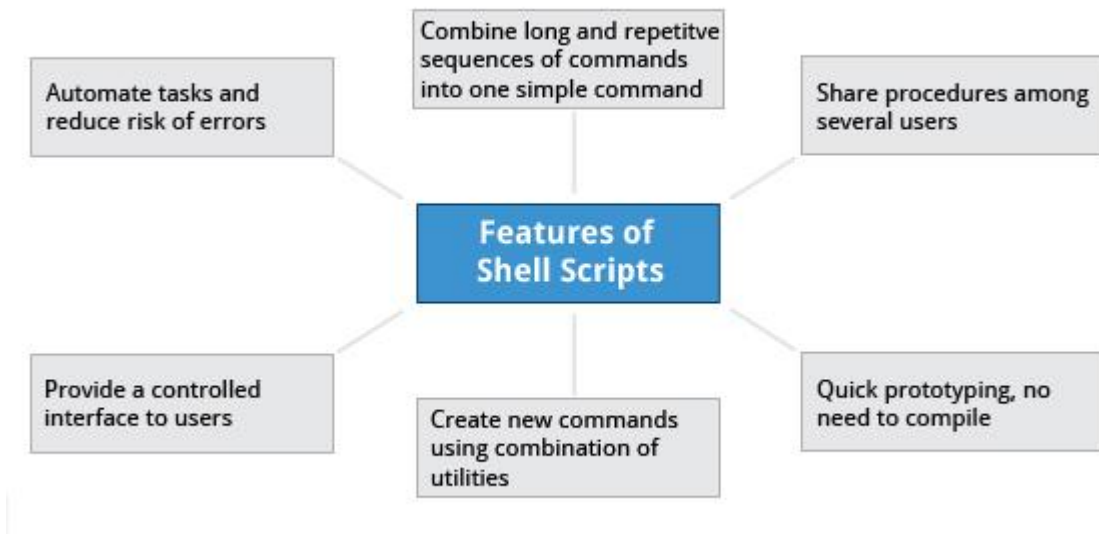 Combine long and repetitve
sequences of commands
into one simple command
Automate tasks and
reduce risk of errors
Share procedures among
several users
Features of
Shell Scripts
Provide a controlled
interface to users
Create new commands
using combination of
utilities
Quick prototyping, no
need to compile